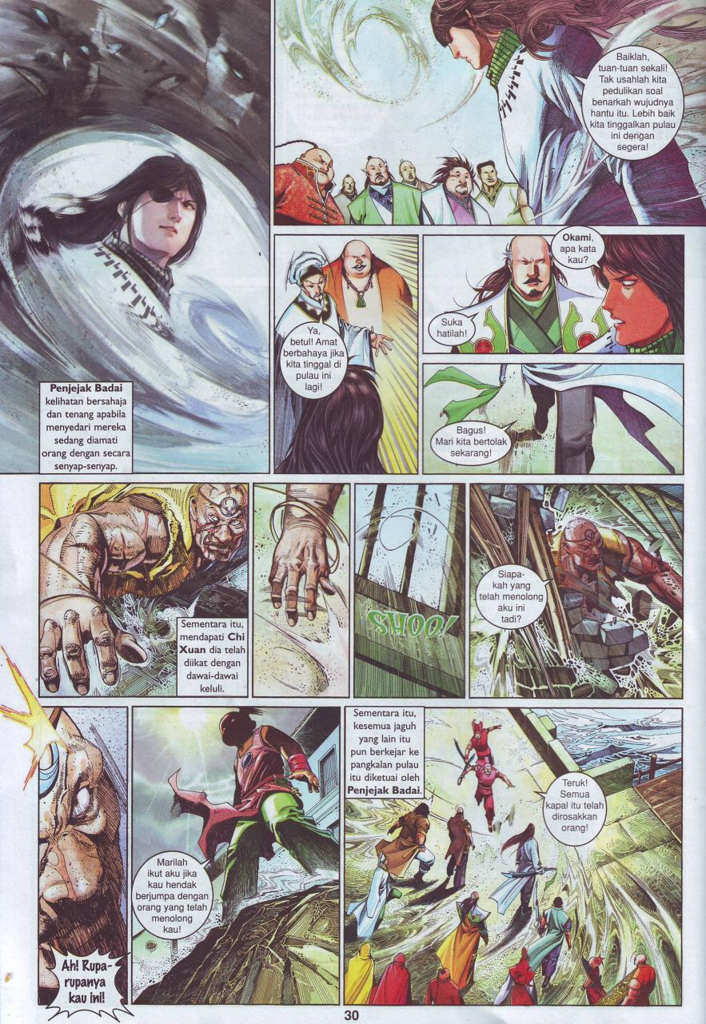 Penjejak Badai
kelihatan bersahaja
dan tenang apabila
menyedari mereka
sedang diamati
orang dengan secara
senyap-senyap.
Baiklah,
tuan-tuan sekali!
Tak usahlah kita
pedulikan soal
benarkah wujudnya
hantu itu. Lebih baik
kita tinggalkan pulau
ini dengan
segera!
Ya,
betul! Amat
berbahaya jika
kita tinggal di
pulau ini
lagi!
Okami,
apa kata
kau?
Suka
hatilah!
Bagus!
Mari kita bertolak
sekarang!
Sementara itu,
mendapati Chi
Xuan dia telah
diikat dengan
dawai-dawai
keluli.
SHOO!
Siapa-
kah yang
telah menolong
aku ini
tadi?
Ah! Rupa-
rupanya
kau ini!
Marilah
ikut aku jika
kau hendak
berjumpa dengan
orang yang telah
menolong
kau!
Sementara itu,
kesemua jaguh
yang lain itu
pun berkejar ke
pangkalan pulau
itu diketuai oleh
Penjejak Badai.
Teruk!
Semua
kapal itu telah
dirosakkan
orang!
30